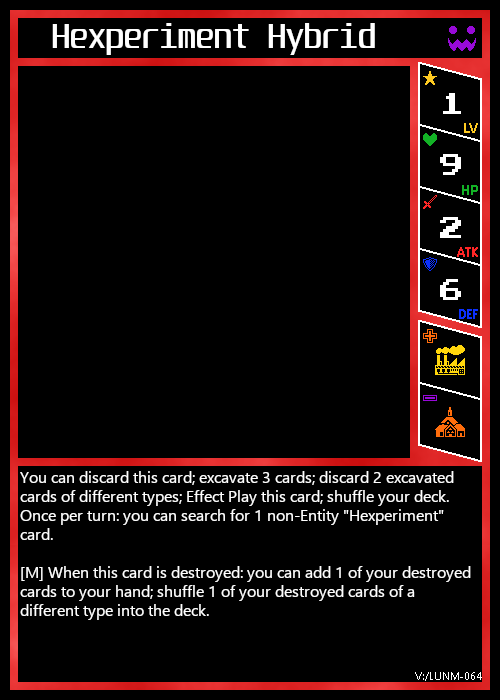 Hexperiment Hybrid
1
LV
9
HP
2
ATK
6
DEF
You can discard this card; excavate 3 cards; discard 2 excavated
cards of different types; Effect Play this card; shuffle your deck.
Once per turn: you can search for 1 non-Entity "Hexperiment"
card.
[M] When this card is destroyed: you can add 1 of your destroyed
cards to your hand; shuffle 1 of your destroyed cards of a
different type into the deck.
V:/LUNM-064